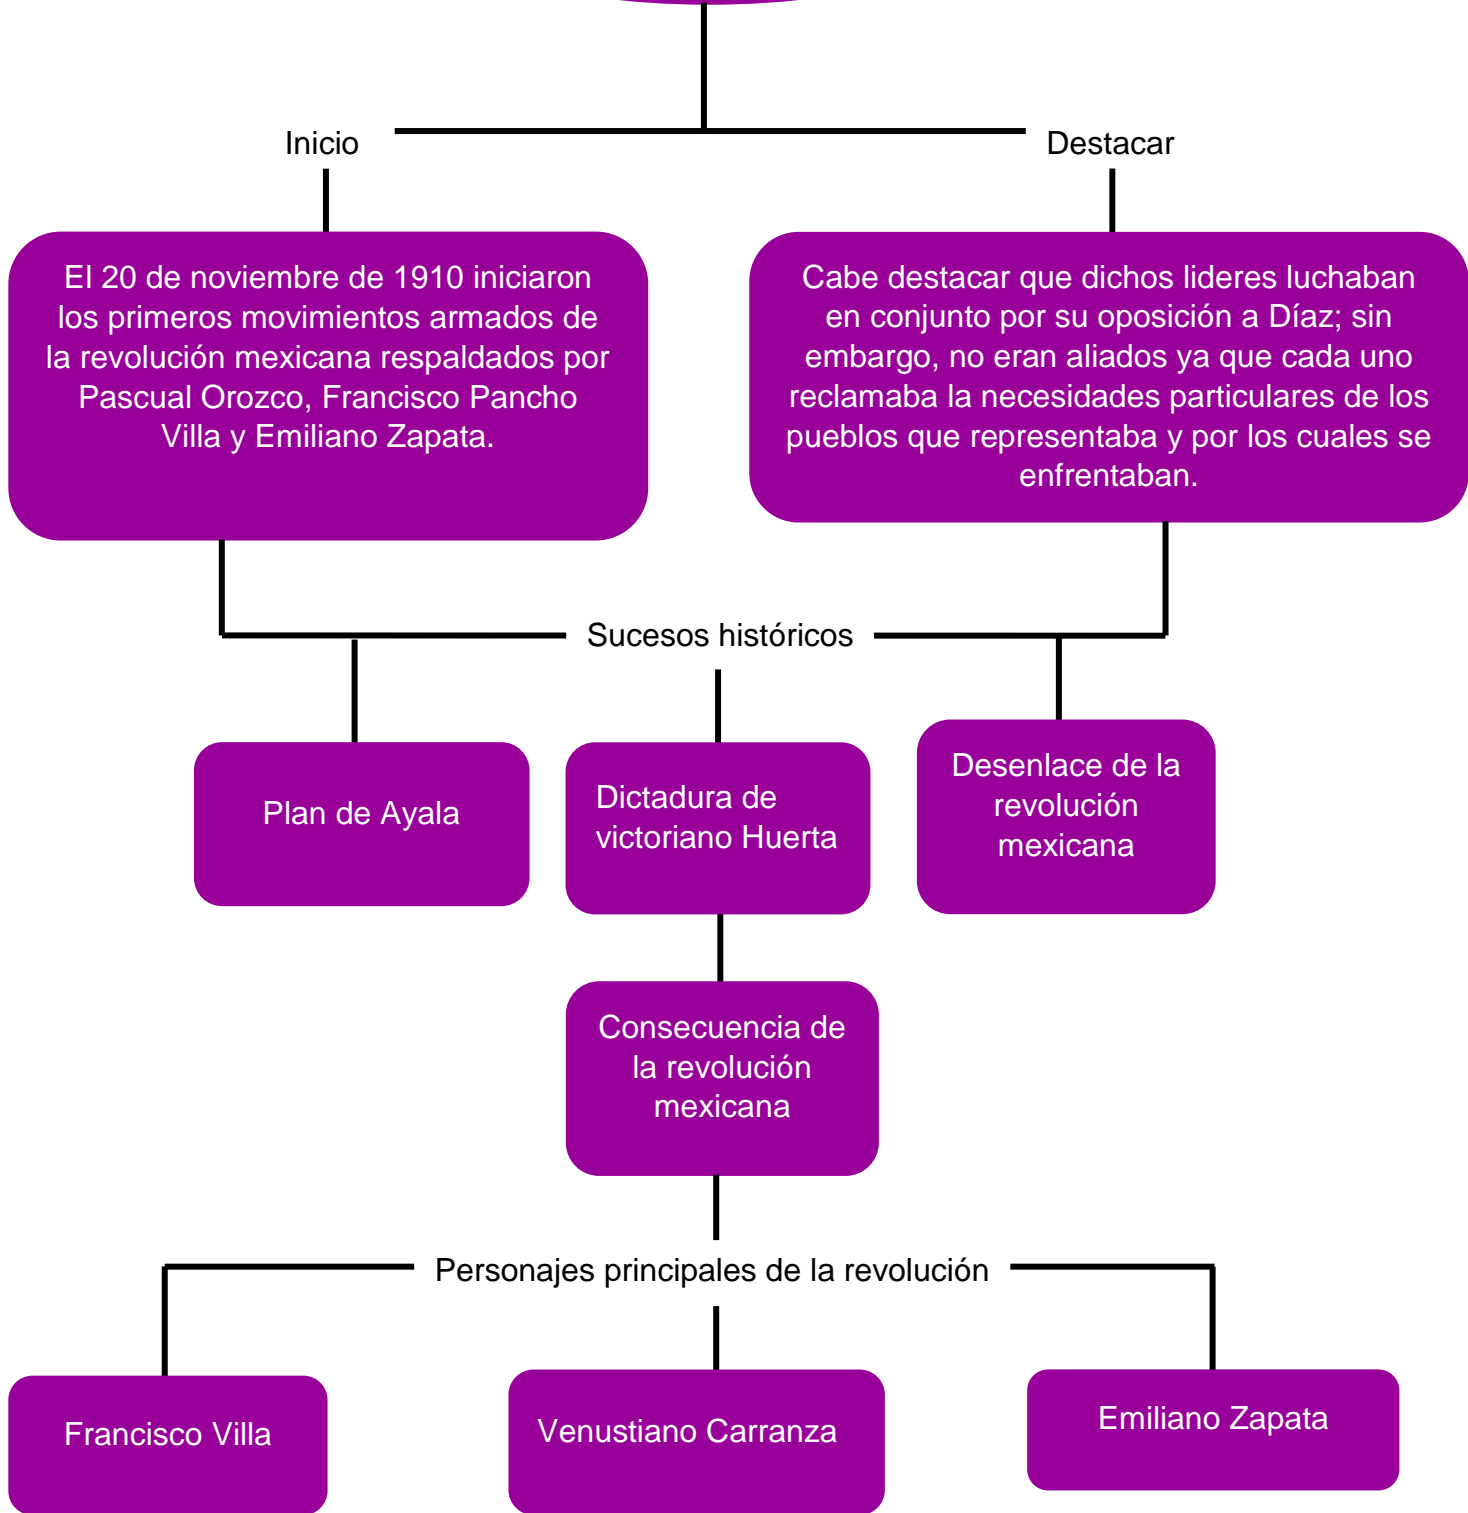 Inicio
Destacar
El 20 de noviembre de 1910 iniciaron
los primeros movimientos armados de
la revolución mexicana respaldados por
Pascual Orozco, Francisco Pancho
Villa y Emiliano Zapata.
Cabe destacar que dichos lideres luchaban
en conjunto por su oposición a Díaz; sin
embargo, no eran aliados ya que cada uno
reclamaba la necesidades particulares de los
pueblos que representaba y por los cuales se
enfrentaban.
Sucesos históricos
Plan de Ayala
Dictadura de
victoriano Huerta
Desenlace de la
revolución
mexicana
Consecuencia de
la revolución
mexicana
Personajes principales de la revolución
Francisco Villa
Venustiano Carranza
Emiliano Zapata